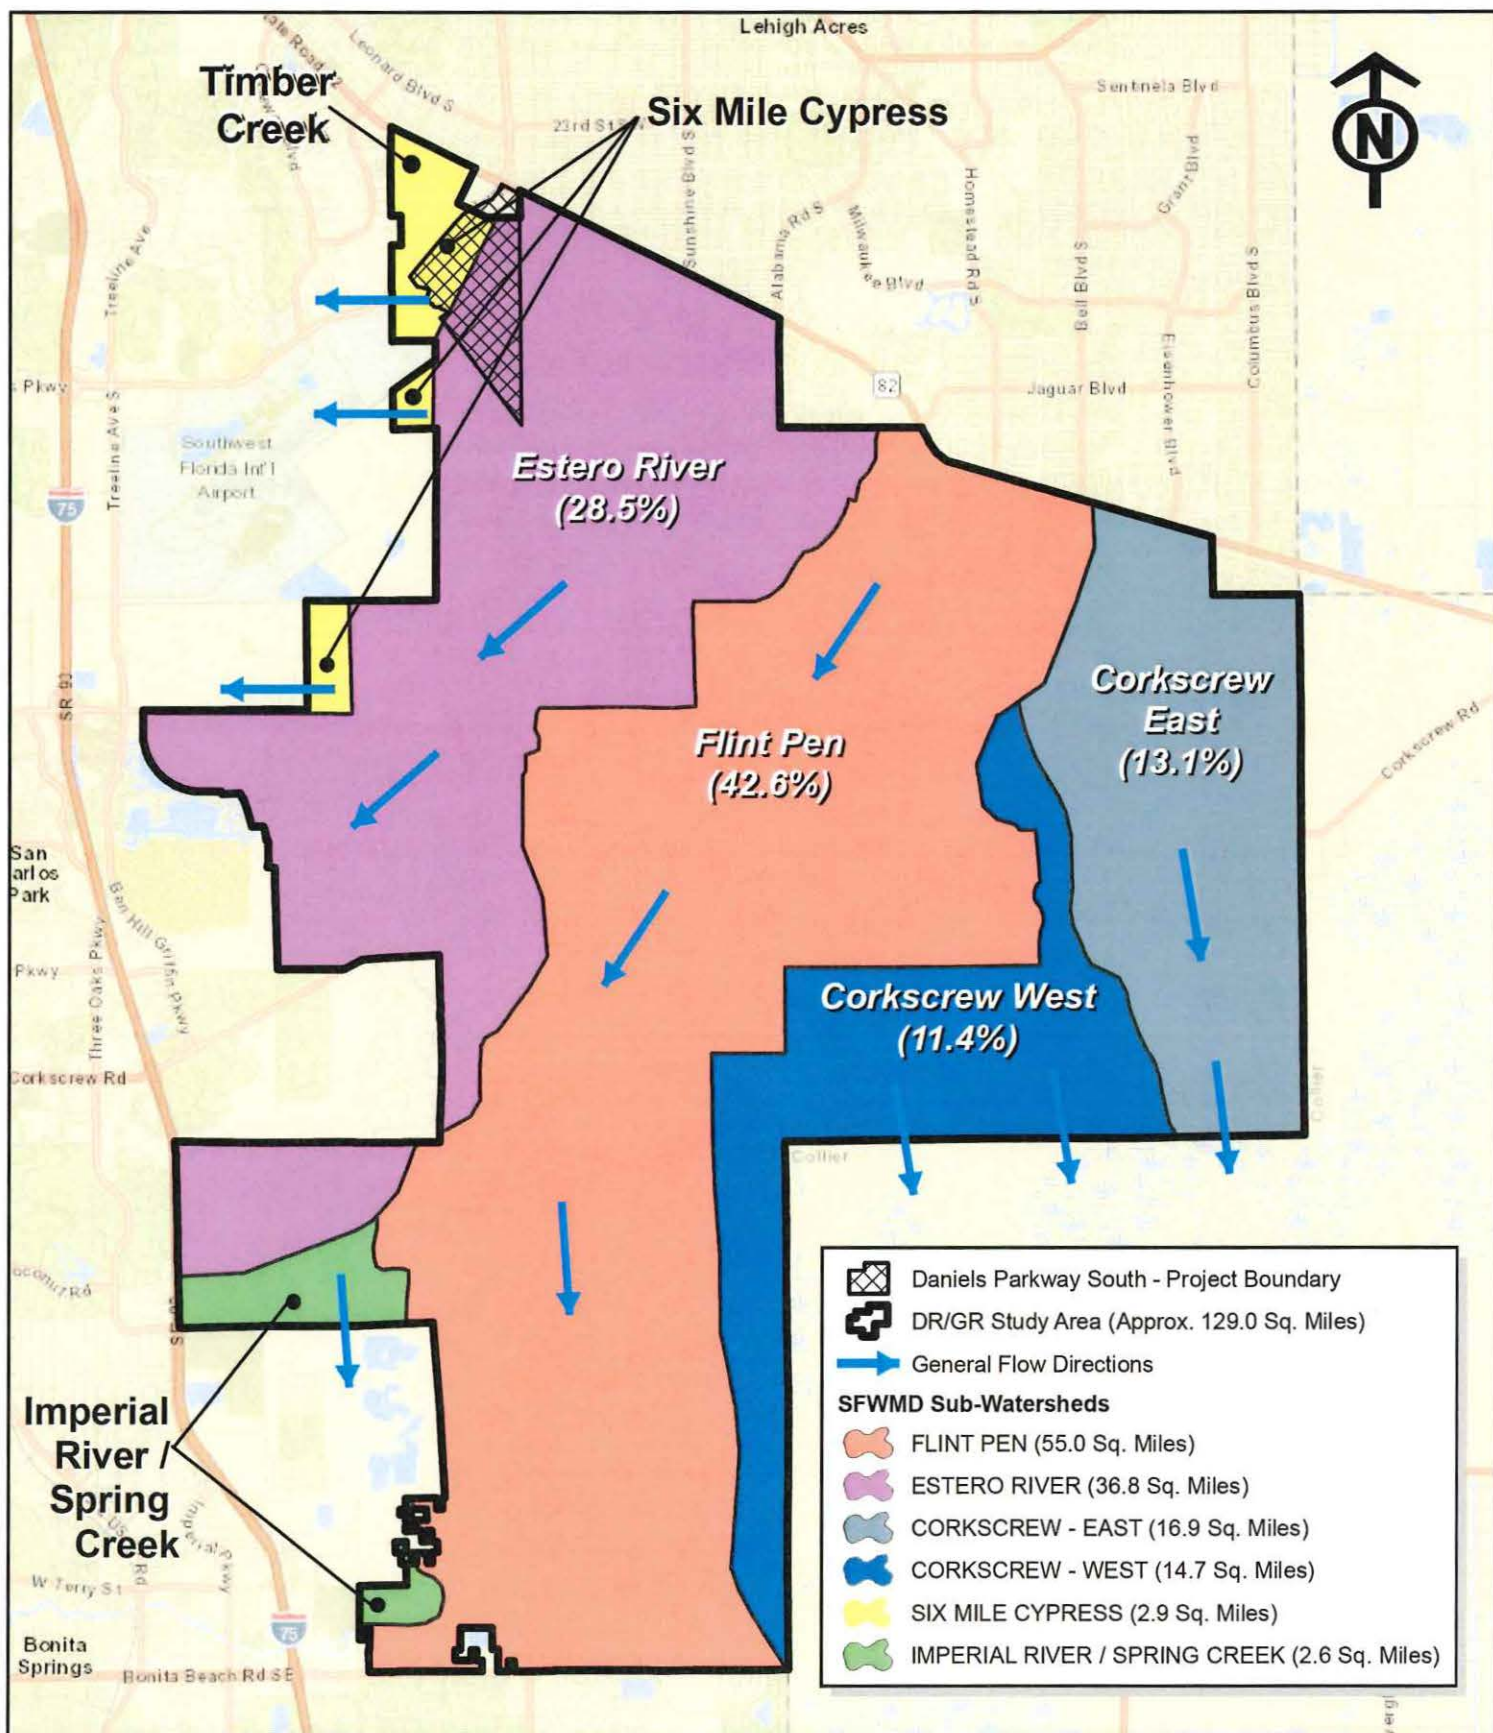 Lehigh Acres
Leonard Blvd S
Timber
Creek
Six Mile Cypress
Sentinela Blvd
N
Sunshine Blvd S
Alabama Rd S
Milwaukee Blvd
Homestead Rd S
Grant Blvd
Bell Blvd S
Columbus Blvd S
Eisenhower Blvd
Treeline Ave
Pkwy
82
Jaguar Blvd
Treeline Ave S
Southwest
Florida Int'l
Airport
75
Estero River
(28.5%)
Corkscrew
East
(13.1%)
Flint Pen
(42.6%)
SR 93
Corkscrew Rd
San
arlos
Park
Ben Hill Griffin Pkwy
Three Oaks Pkwy
Pkwy
Corkscrew West
(11.4%)
Corkscrew Rd
Collier
Collier
Daniels Parkway South - Project Boundary
DR/GR Study Area (Approx. 129.0 Sq. Miles)
General Flow Directions
SFWMD Sub-Watersheds
FLINT PEN (55.0 Sq. Miles)
ESTERO RIVER (36.8 Sq. Miles)
CORKSCREW - EAST (16.9 Sq. Miles)
CORKSCREW - WEST (14.7 Sq. Miles)
SIX MILE CYPRESS (2.9 Sq. Miles)
IMPERIAL RIVER / SPRING CREEK (2.6 Sq. Miles)
Imperial
River /
Spring
Creek
Imperial Pkwy
W Terry St
75
Bonita
Springs
Bonita Beach Rd SE